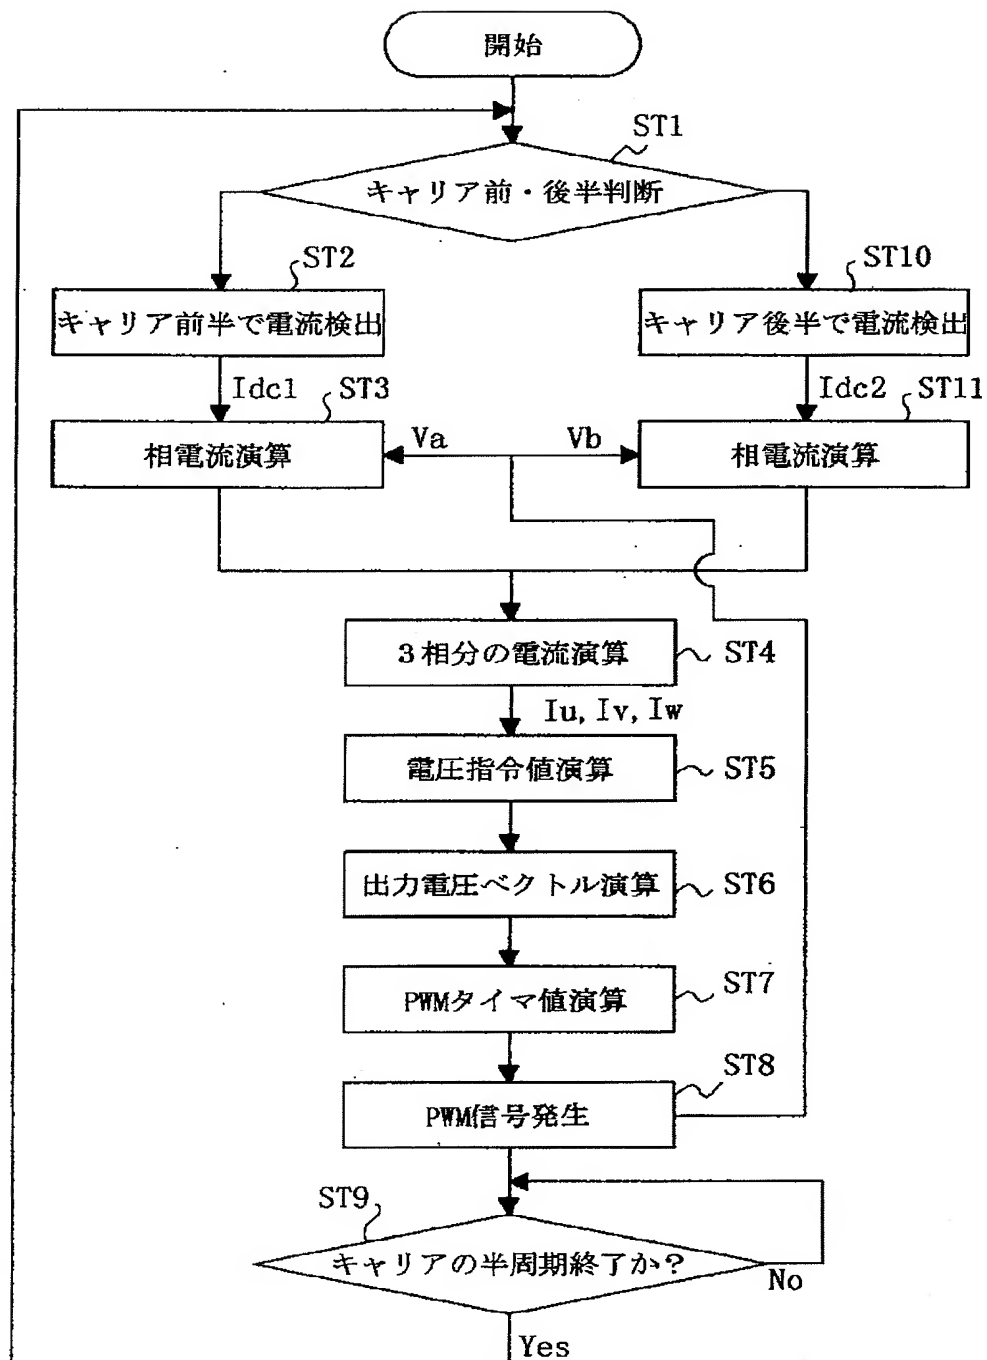 開始
ST1
キャリア前・後半判断
ST2
ST10
キャリア前半で電流検出
キャリア後半で電流検出
Idc1
ST3
Idc2
ST11
相電流演算
Va
Vb
相電流演算
3相分の電流演算
ST4
Iu, Iv, Iw
電圧指令値演算
ST5
出力電圧ベクトル演算
ST6
PWMタイマ値演算
ST7
PWM信号発生
ST8
ST9
キャリアの半周期終了か?
No
Yes